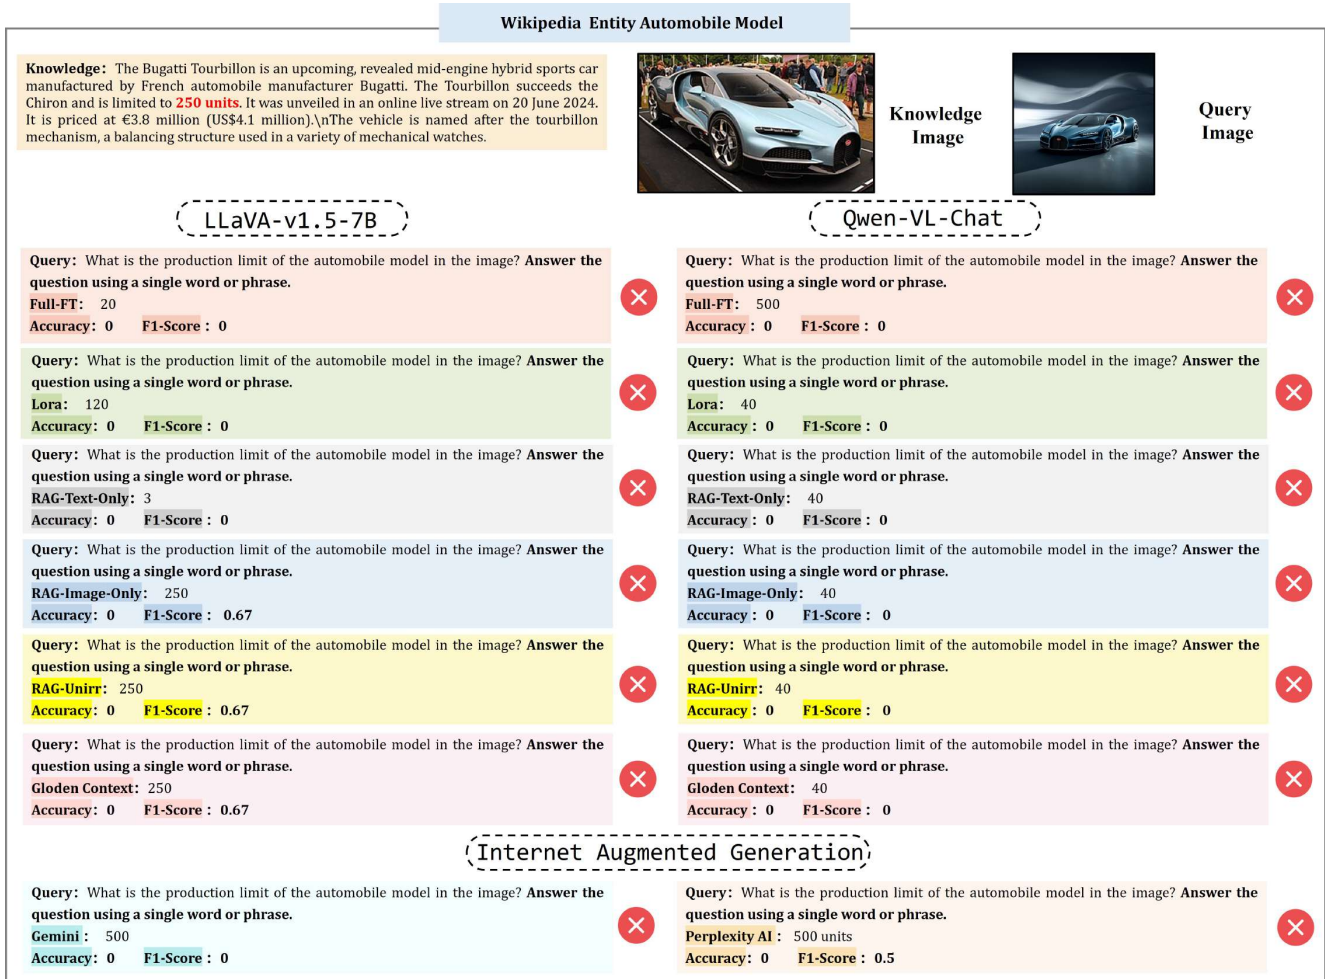 Wikipedia Entity Automobile Model
Knowledge: The Bugatti Tourbillon is an upcoming, revealed mid-engine hybrid sports car
manufactured by French automobile manufacturer Bugatti. The Tourbillon succeeds the
Chiron and is limited to 250 units. It was unveiled in an online live stream on 20 June 2024.
It is priced at €3.8 million (US$4.1 million).\nThe vehicle is named after the tourbillon
mechanism, a balancing structure used in a variety of mechanical watches.
Knowledge
Image
Query
Image
LLaVA-v1.5-7B
Query: What is the production limit of the automobile model in the image? Answer the
question using a single word or phrase.
Full-FT: 20
Accuracy: 0 F1-Score : 0
Query: What is the production limit of the automobile model in the image? Answer the
question using a single word or phrase.
Lora: 120
Accuracy: 0 F1-Score : 0
Query: What is the production limit of the automobile model in the image? Answer the
question using a single word or phrase.
RAG-Text-Only: 3
Accuracy: 0 F1-Score : 0
Query: What is the production limit of the automobile model in the image? Answer the
question using a single word or phrase.
RAG-Image-Only: 250
Accuracy: 0 F1-Score : 0.67
Query: What is the production limit of the automobile model in the image? Answer the
question using a single word or phrase.
RAG-Unirr: 250
Accuracy: 0 F1-Score : 0.67
Query: What is the production limit of the automobile model in the image? Answer the
question using a single word or phrase.
Gloden Context: 250
Accuracy: 0 F1-Score : 0.67
Qwen-VL-Chat
Query: What is the production limit of the automobile model in the image? Answer the
question using a single word or phrase.
Full-FT: 500
Accuracy : 0 F1-Score : 0
Query: What is the production limit of the automobile model in the image? Answer the
question using a single word or phrase.
Lora: 40
Accuracy : 0 F1-Score : 0
Query: What is the production limit of the automobile model in the image? Answer the
question using a single word or phrase.
RAG-Text-Only: 40
Accuracy : 0 F1-Score : 0
Query: What is the production limit of the automobile model in the image? Answer the
question using a single word or phrase.
RAG-Image-Only: 40
Accuracy : 0 F1-Score : 0
Query: What is the production limit of the automobile model in the image? Answer the
question using a single word or phrase.
RAG-Unirr: 40
Accuracy : 0 F1-Score : 0
Query: What is the production limit of the automobile model in the image? Answer the
question using a single word or phrase.
Gloden Context: 40
Accuracy : 0 F1-Score : 0
Internet Augmented Generation
Query: What is the production limit of the automobile model in the image? Answer the
question using a single word or phrase.
Gemini : 500
Accuracy: 0 F1-Score : 0
Query: What is the production limit of the automobile model in the image? Answer the
question using a single word or phrase.
Perplexity AI : 500 units
Accuracy: 0 F1-Score : 0.5